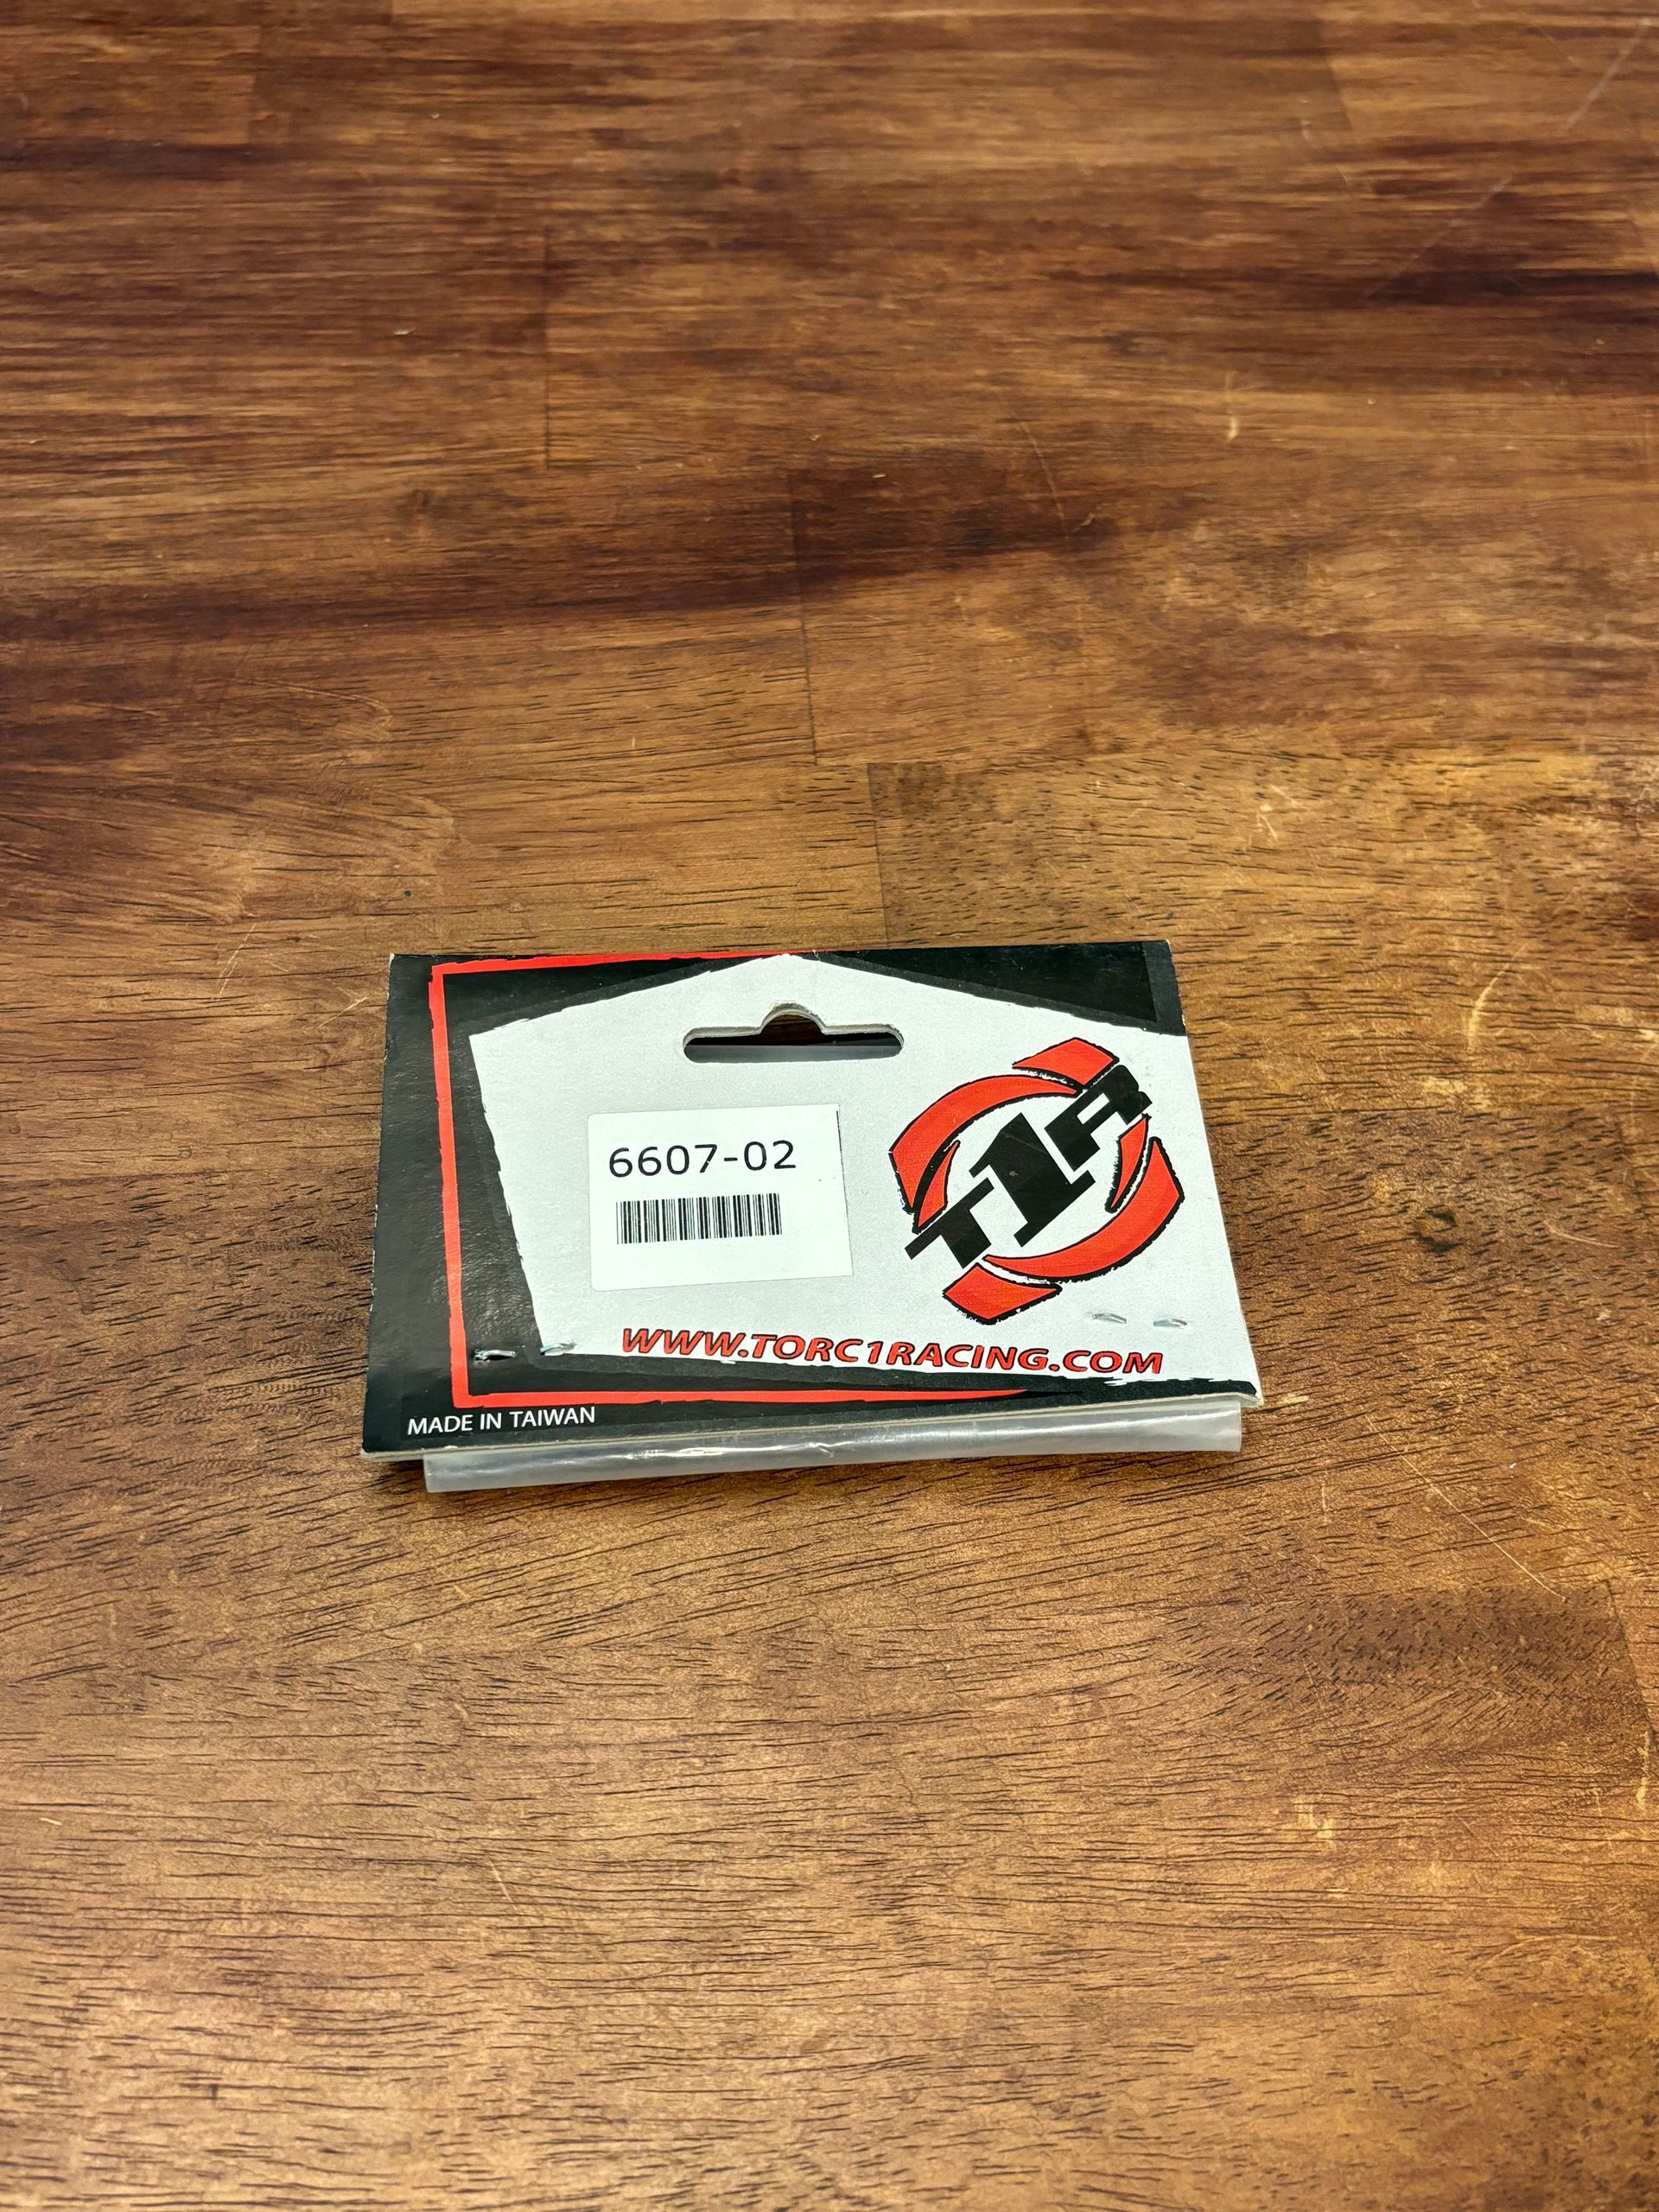 6607-02
T1R
WWW.TORC1RACING.COM
MADE IN TAIWAN